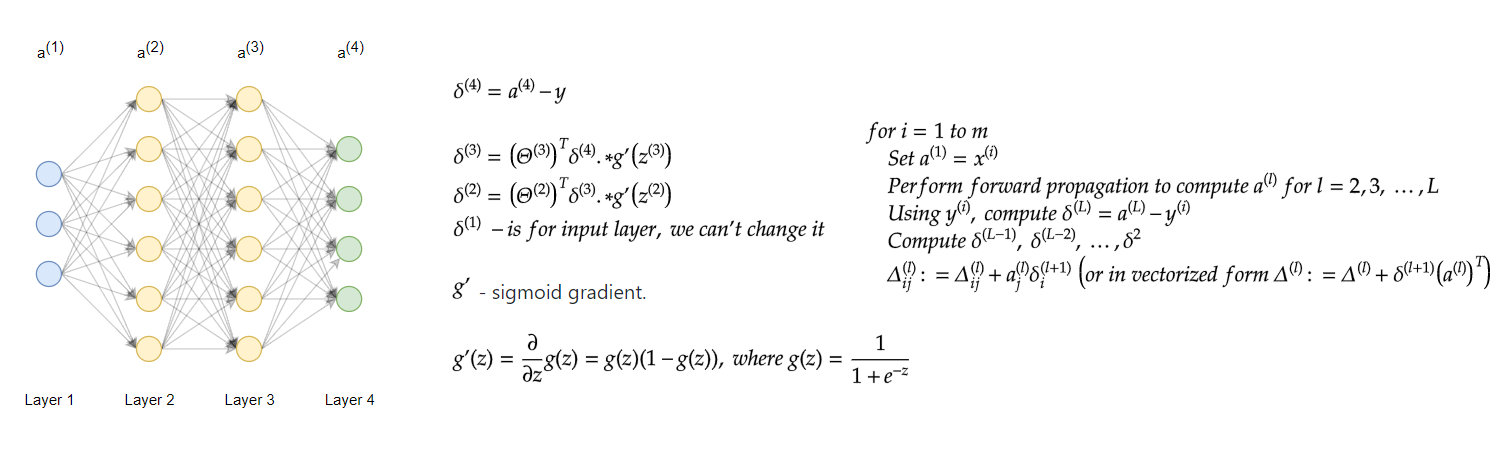 a(1) a(2) a(3) a(4)
Layer 1 Layer 2 Layer 3 Layer 4
δ⁽⁴⁾ = a⁽⁴⁾ − y
δ⁽³⁾ = (Θ⁽³⁾)ᵀδ⁽⁴⁾. ∗g′(z⁽³⁾)
δ⁽²⁾ = (Θ⁽²⁾)ᵀδ⁽³⁾. ∗g′(z⁽²⁾)
δ⁽¹⁾ − is for input layer, we can't change it
g′ - sigmoid gradient.
g′(z) = ∂/∂z g(z) = g(z)(1 − g(z)), where g(z) = 1/(1 + e⁻ᶻ)
for i = 1 to m
Set a⁽¹⁾ = x⁽ⁱ⁾
Perform forward propagation to compute a⁽ˡ⁾ for l = 2,3, …, L
Using y⁽ⁱ⁾, compute δ⁽ᴸ⁾ = a⁽ᴸ⁾ − y⁽ⁱ⁾
Compute δ⁽ᴸ⁻¹⁾, δ⁽ᴸ⁻²⁾, …, δ²
Δᵢⱼ⁽ˡ⁾ : = Δᵢⱼ⁽ˡ⁾ + aⱼ⁽ˡ⁾δᵢ⁽ˡ⁺¹⁾ (or in vectorized form Δ⁽ˡ⁾ : = Δ⁽ˡ⁾ + δ⁽ˡ⁺¹⁾(a⁽ˡ⁾)ᵀ)